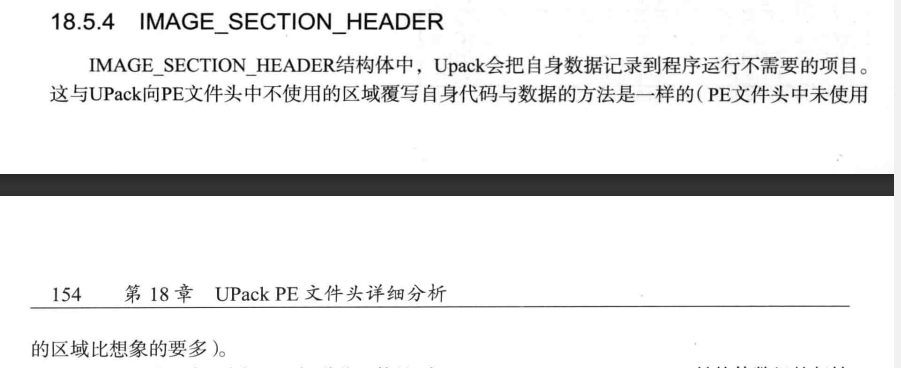 18.5.4 IMAGE_SECTION_HEADER
IMAGE_SECTION_HEADER结构体中，Upack会把自身数据记录到程序运行不需要的项目。
这与UPack向PE文件头中不使用的区域覆写自身代码与数据的方法是一样的（PE文件头中未使用
154 第 18 章 UPack PE 文件头详细分析
的区域比想象的要多）。